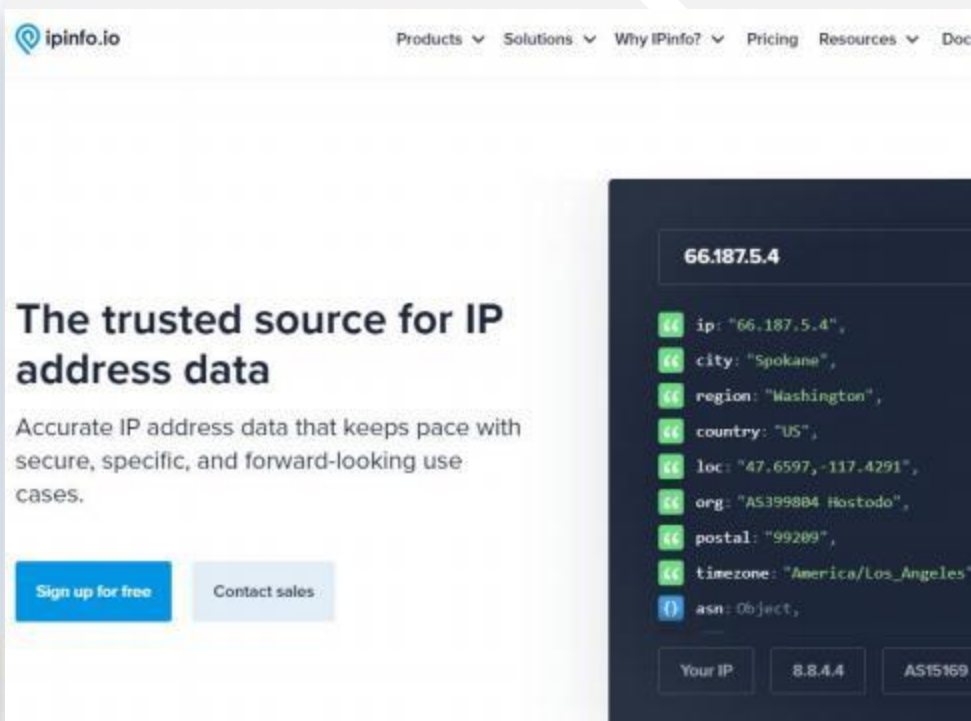 ipinfo.io
Products Solutions Why IPinfo? Pricing Resources Doc
The trusted source for IP
address data
Accurate IP address data that keeps pace with
secure, specific, and forward-looking use
cases.
Sign up for free Contact sales
66.187.5.4
ip: "66.187.5.4",
city: "Spokane",
region: "Washington",
country: "US",
loc: "47.6597,-117.4291",
org: "AS399804 Hostodo",
postal: "99209",
timezone: "America/Los_Angeles"
{} asn: Object,
Your IP 8.8.4.4 AS15169